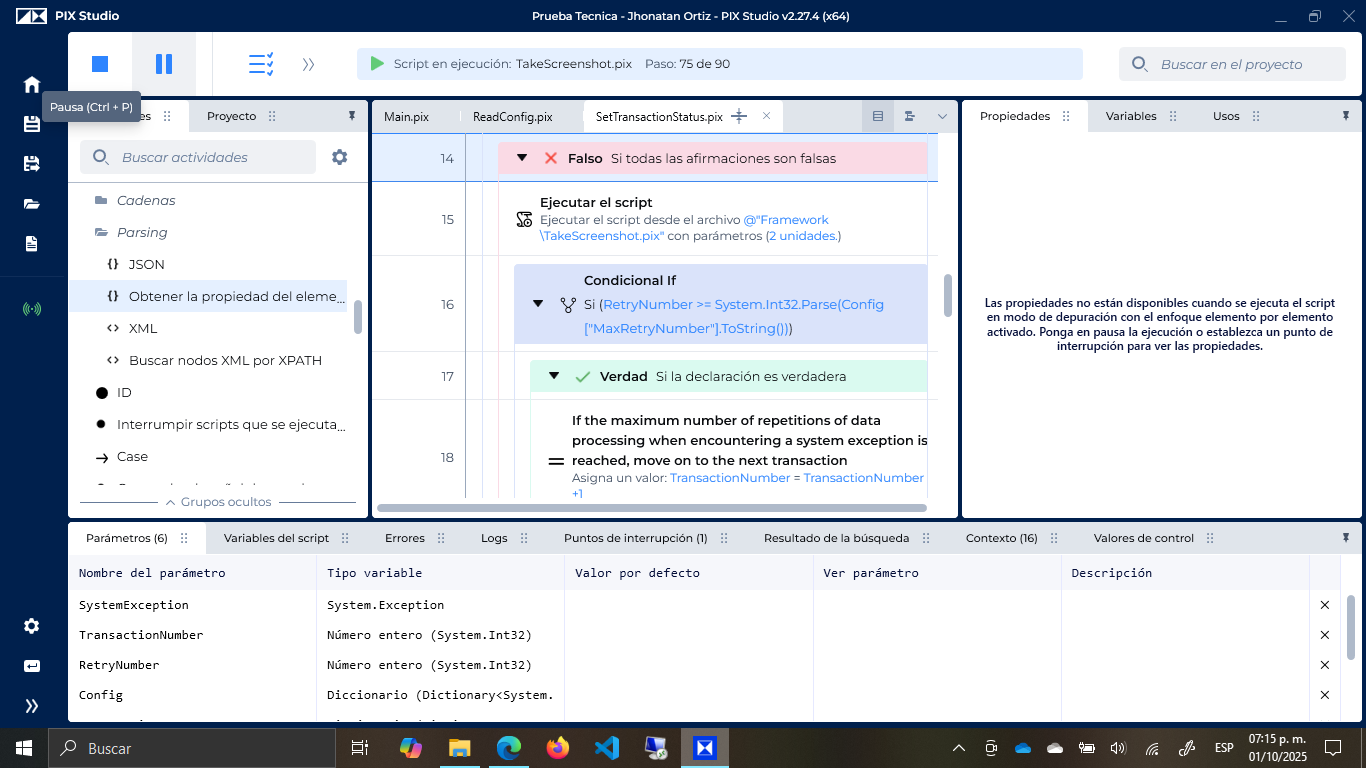 PIX Studio
Prueba Tecnica - Jhonatan Ortiz - PIX Studio v2.27.4 (x64)
Script en ejecución: TakeScreenshot.pix Paso: 75 de 90
Buscar en el proyecto
Pausa (Ctrl + P)
es
Proyecto
Buscar actividades
Cadenas
Parsing
{} JSON
{} Obtener la propiedad del eleme...
<> XML
<> Buscar nodos XML por XPATH
ID
Interrumpir scripts que se ejecuta...
Case
Grupos ocultos
Main.pix
ReadConfig.pix
SetTransactionStatus.pix
14
Falso Si todas las afirmaciones son falsas
15
Ejecutar el script
Ejecutar el script desde el archivo @"Framework
\TakeScreenshot.pix" con parámetros (2 unidades.)
16
Condicional If
Si (RetryNumber >= System.Int32.Parse(Config
["MaxRetryNumber"].ToString()))
17
Verdad Si la declaración es verdadera
18
If the maximum number of repetitions of data
processing when encountering a system exception is
reached, move on to the next transaction
Asigna un valor: TransactionNumber = TransactionNumber
+1
Propiedades
Variables
Usos
Las propiedades no están disponibles cuando se ejecuta el script
en modo de depuración con el enfoque elemento por elemento
activado. Ponga en pausa la ejecución o establezca un punto de
interrupción para ver las propiedades.
Parámetros (6)
Variables del script
Errores
Logs
Puntos de interrupción (1)
Resultado de la búsqueda
Contexto (16)
Valores de control
Nombre del parámetro
Tipo variable
Valor por defecto
Ver parámetro
Descripción
SystemException
System.Exception
TransactionNumber
Número entero (System.Int32)
RetryNumber
Número entero (System.Int32)
Config
Diccionario (Dictionary<System.
Buscar
ESP
07:15 p. m.
01/10/2025